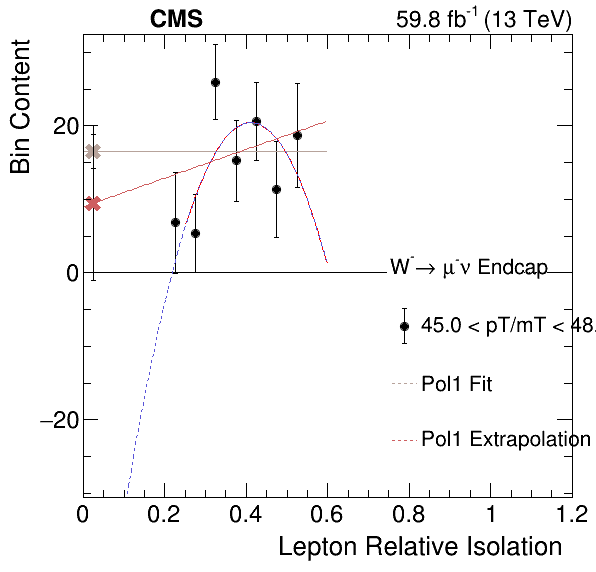 CMS 59.8 fb⁻¹ (13 TeV)
Bin Content
20
0
−20
W⁻→ μ⁻ν Endcap
45.0 < pT/mT < 48.
Pol1 Fit
Pol1 Extrapolation
0 0.2 0.4 0.6 0.8 1 1.2
Lepton Relative Isolation